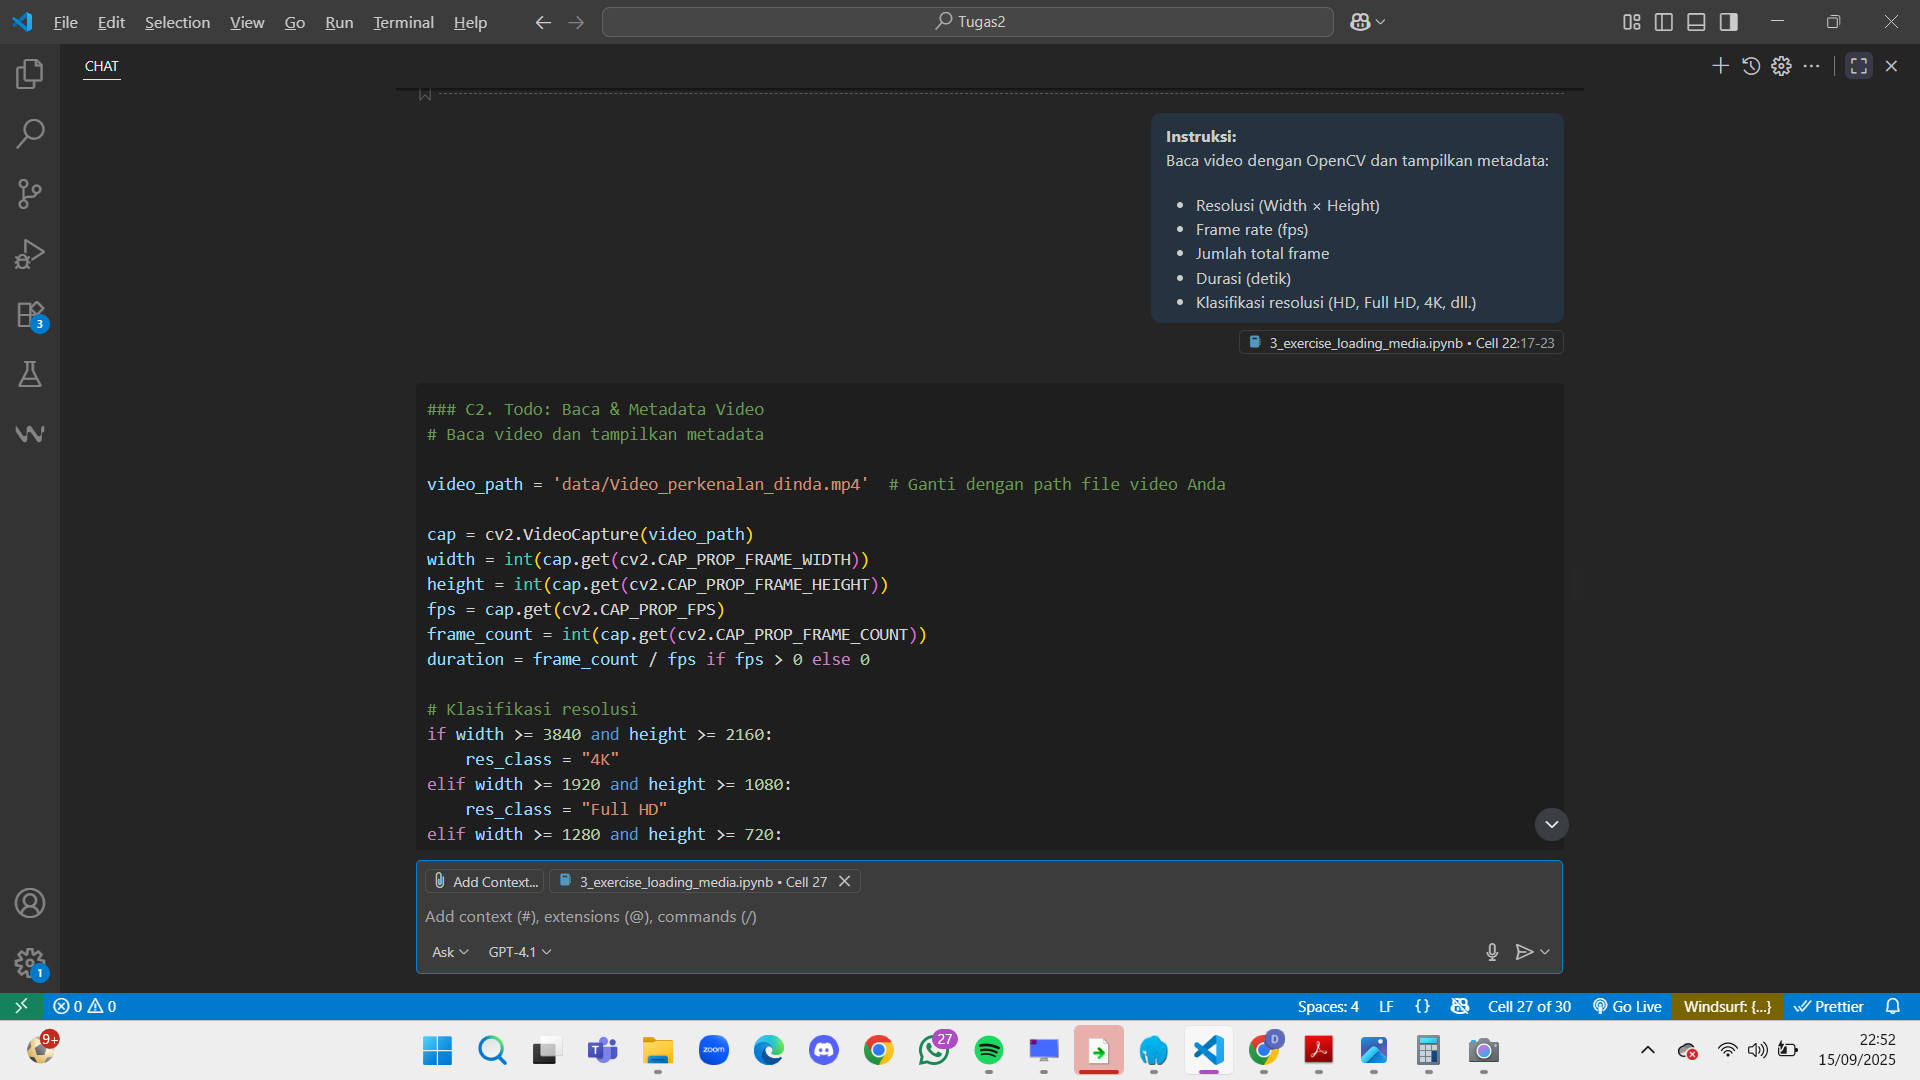 File Edit Selection View Go Run Terminal Help
Tugas2
CHAT
Instruksi:
Baca video dengan OpenCV dan tampilkan metadata:
• Resolusi (Width × Height)
• Frame rate (fps)
• Jumlah total frame
• Durasi (detik)
• Klasifikasi resolusi (HD, Full HD, 4K, dll.)
3_exercise_loading_media.ipynb • Cell 22:17-23
### C2. Todo: Baca & Metadata Video
# Baca video dan tampilkan metadata
video_path = 'data/Video_perkenalan_dinda.mp4'  # Ganti dengan path file video Anda
cap = cv2.VideoCapture(video_path)
width = int(cap.get(cv2.CAP_PROP_FRAME_WIDTH))
height = int(cap.get(cv2.CAP_PROP_FRAME_HEIGHT))
fps = cap.get(cv2.CAP_PROP_FPS)
frame_count = int(cap.get(cv2.CAP_PROP_FRAME_COUNT))
duration = frame_count / fps if fps > 0 else 0
# Klasifikasi resolusi
if width >= 3840 and height >= 2160:
    res_class = "4K"
elif width >= 1920 and height >= 1080:
    res_class = "Full HD"
elif width >= 1280 and height >= 720:
3
Add Context...
3_exercise_loading_media.ipynb • Cell 27
Add context (#), extensions (@), commands (/)
Ask
GPT-4.1
1
0 0
Spaces: 4 LF {} Cell 27 of 30 Go Live Windsurf: {...} Prettier
9+
zoom
27
D
22:52
15/09/2025